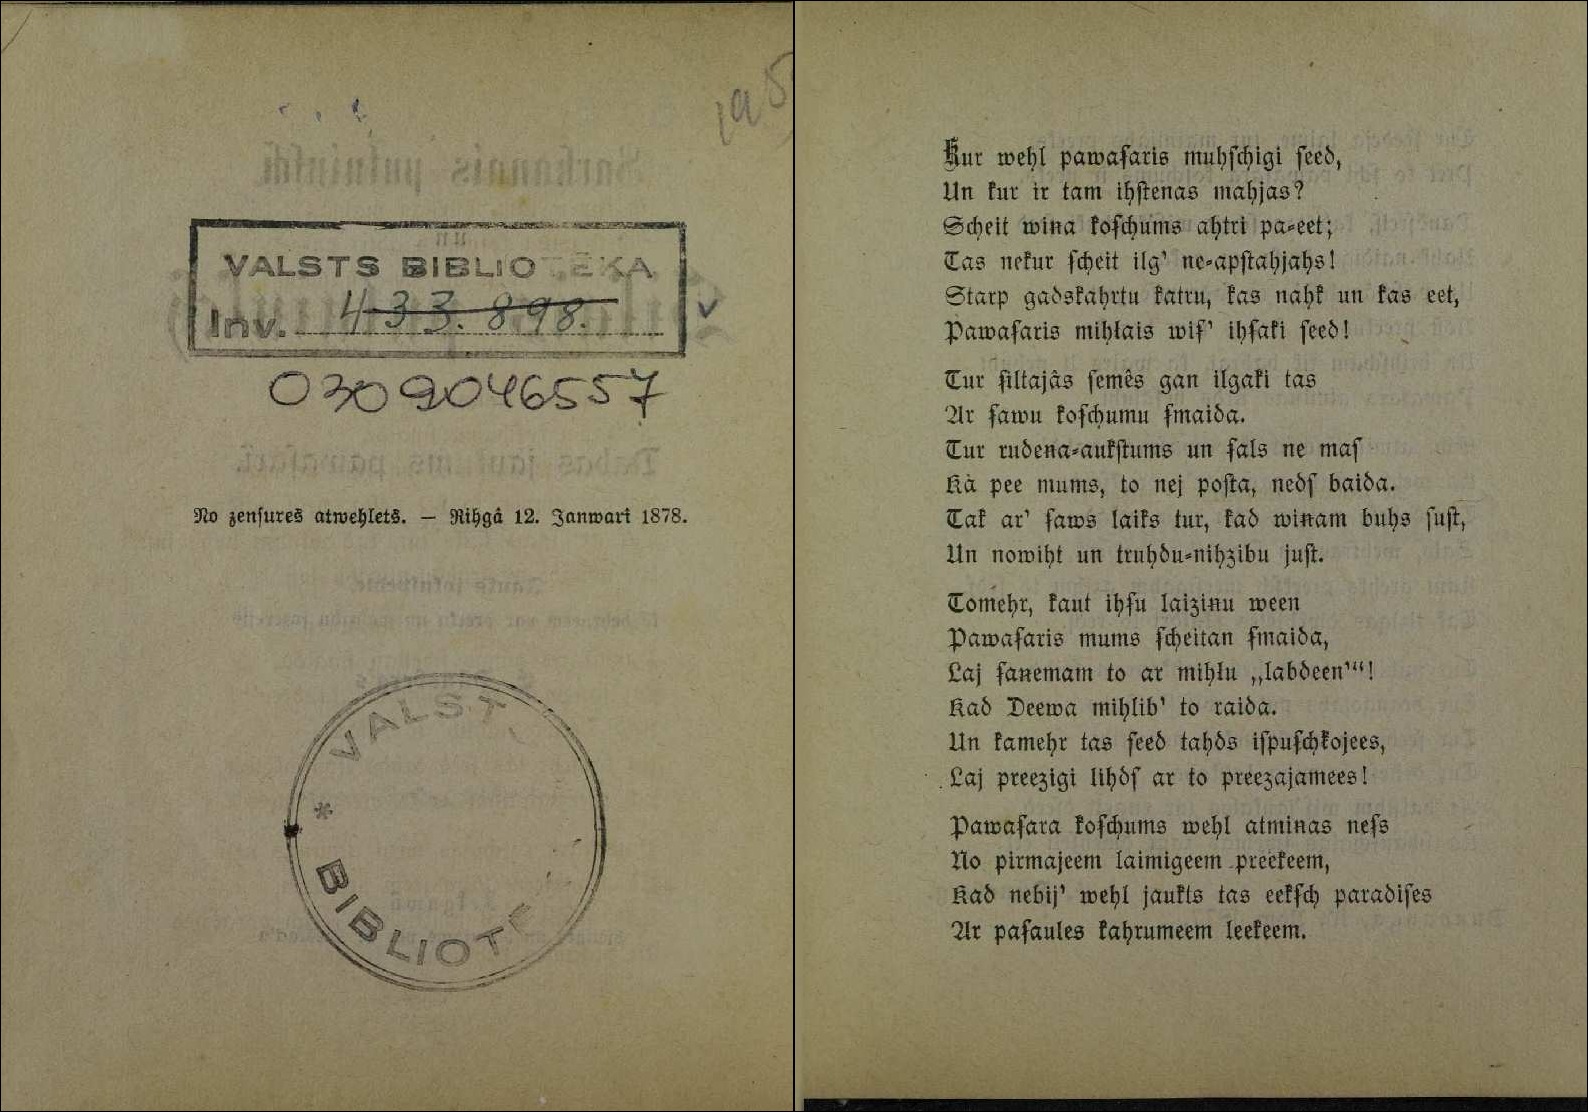 VALSTS BIBLIOTĒKA
Inv. 433.898.
0309046557
No zenſures atwehlets. — Rihgâ 12. Janwari 1878.
VALST
* BIBLIOTE
Kur wehl pawaſaris muhſchigi ſeed,
Un kur ir tam ihſtenas mahjas?
Scheit wina koſchums ahtri pa-eet;
Tas nekur ſcheit ilg' ne-apſtahjahs!
Starp gadskahrtu katru, kas nahk un kas eet,
Pawaſaris mihlais wiſ' ihſaki ſeed!
Tur ſiltajâs ſemês gan ilgaki tas
Ar ſawu koſchumu ſmaida.
Tur rudena-aukſtums un ſals ne maſ
Kà pee mums, to nej poſta, nedſ baida.
Tak ar' ſaws laiks tur, kad winam buhs ſuſt,
Un nowiht un truhdu-nihzibu juſt.
Tomehr, kaut ihſu laizinu ween
Pawaſaris mums ſcheitan ſmaida,
Laj ſanemam to ar mihlu „labdeen'“!
Kad Deewa mihlib' to raida.
Un kamehr tas ſeed tahds iſpuſchkojees,
Laj preezigi lihdſ ar to preezajamees!
Pawaſara koſchums wehl atminas neſs
No pirmajeem laimigeem preekeem,
Kad nebij' wehl jaukts tas eekſch paradiſes
Ar paſaules kahrumeem leekeem.